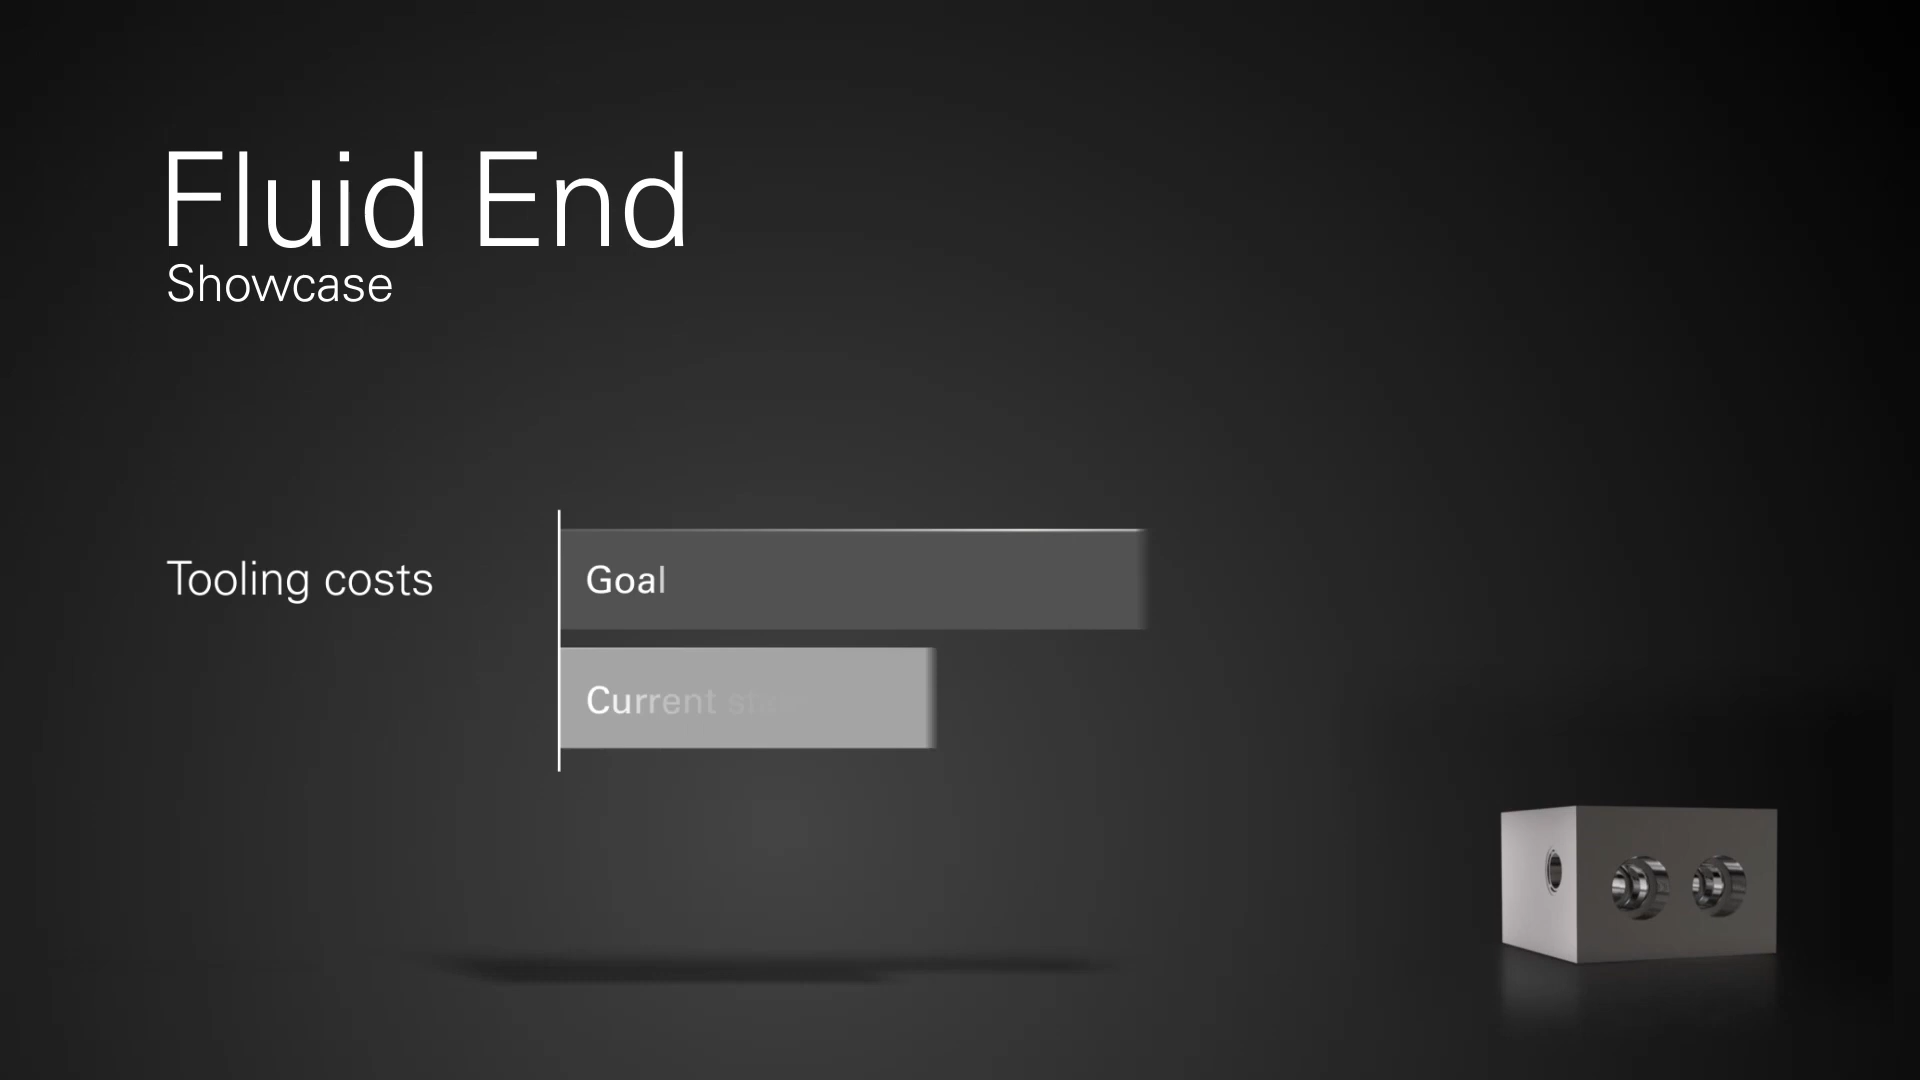 Fluid End
Showcase
Tooling costs
Goal
Current